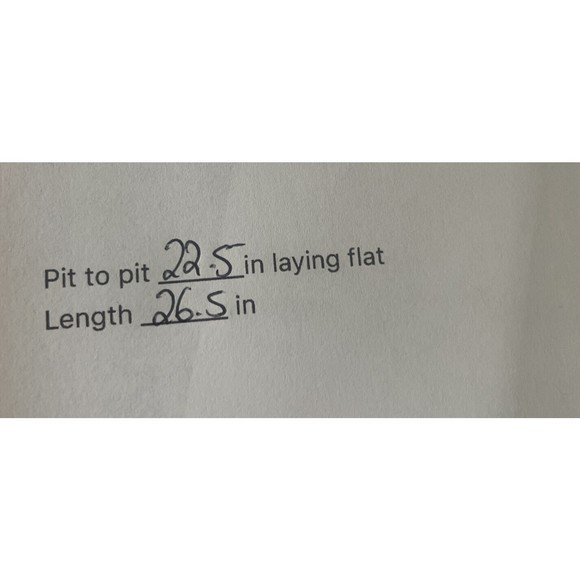 Pit to pit 22.5 in laying flat
Length 26.5 in